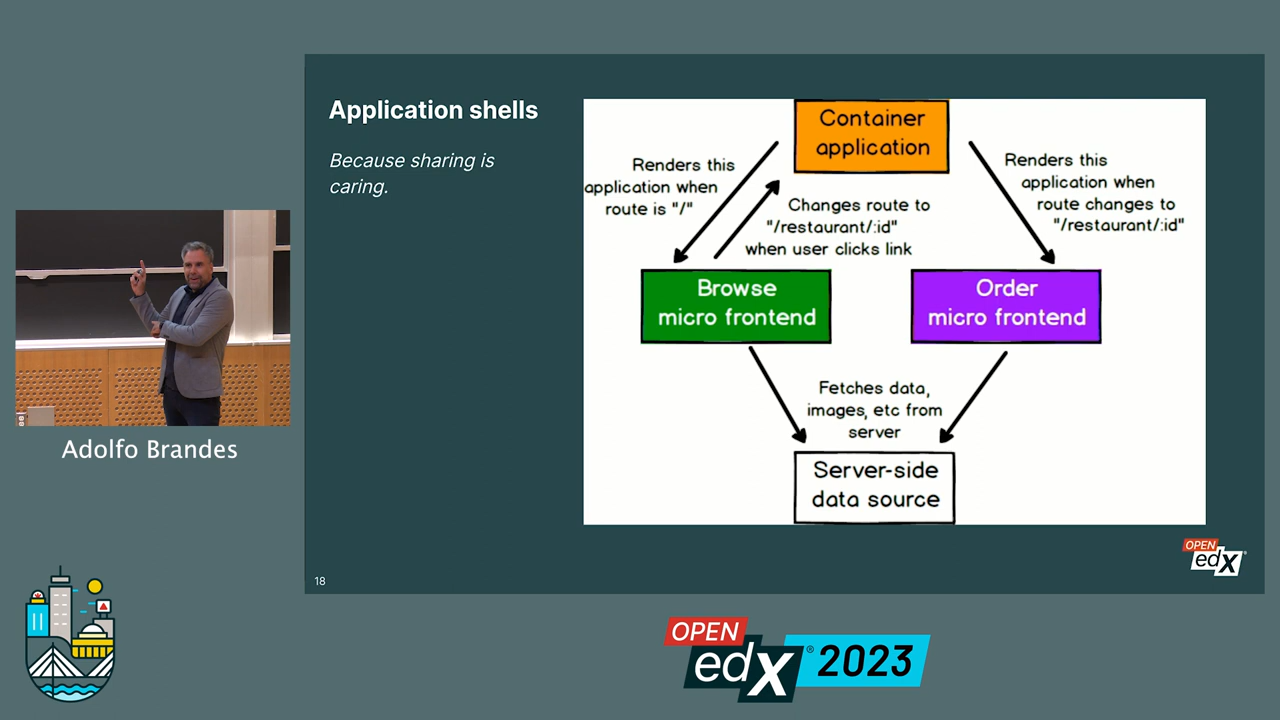 Application shells
Because sharing is
caring.
Container
application
Renders this
application when
route is "/"
Changes route to
"/restaurant/:id"
when user clicks link
Renders this
application when
route changes to
"/restaurant/:id"
Browse
micro frontend
Order
micro frontend
Fetches data,
images, etc from
server
Server-side
data source
18
OPEN
edX
Adolfo Brandes
OPEN
edX® 2023